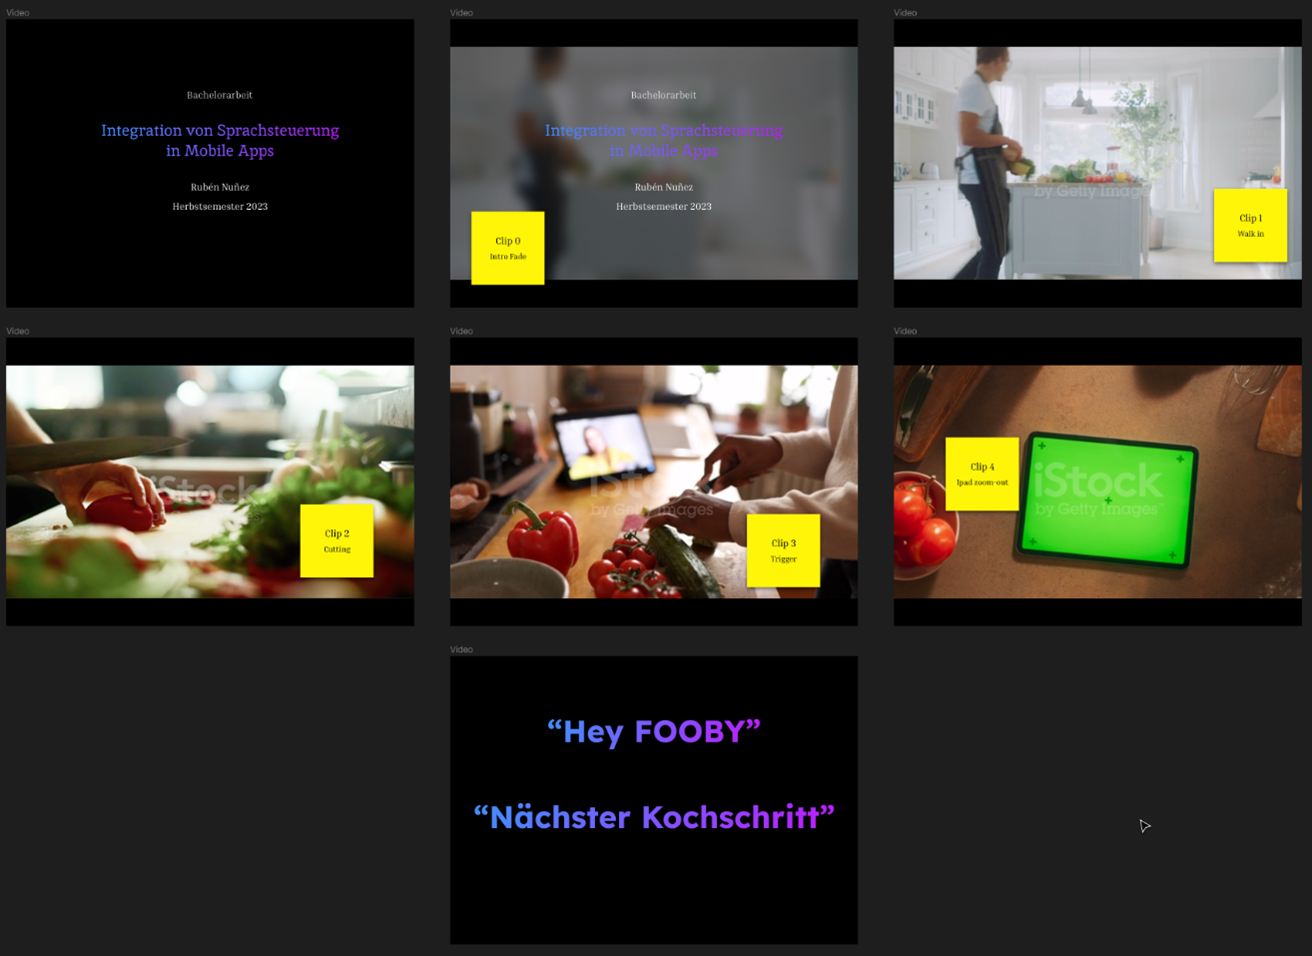 Video
Bachelorarbeit
Integration von Sprachsteuerung
in Mobile Apps
Rubén Nuñez
Herbstsemester 2023
Video
Bachelorarbeit
Integration von Sprachsteuerung
in Mobile Apps
Rubén Nuñez
Herbstsemester 2023
Clip 0
Intro Fade
Video
by Getty Images
Clip 1
Walk in
Video
iStock
Clip 2
Cutting
Video
iStock
by Getty Images
Clip 3
Trigger
Video
Clip 4
Ipad zoom-out
iStock
by Getty Images
Video
“Hey FOOBY”
“Nächster Kochschritt”